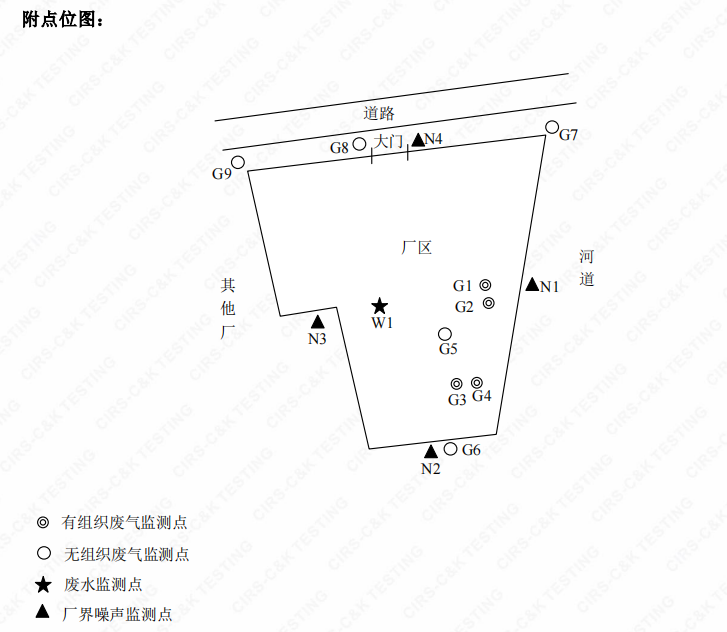 附点位图：
道路
G7
G8 大门 N4
G9
厂区
河道
其他厂
G1
N1
G2
W1
N3
G5
G3 G4
G6
N2
有组织废气监测点
无组织废气监测点
废水监测点
厂界噪声监测点
CIRS-C&K TESTING